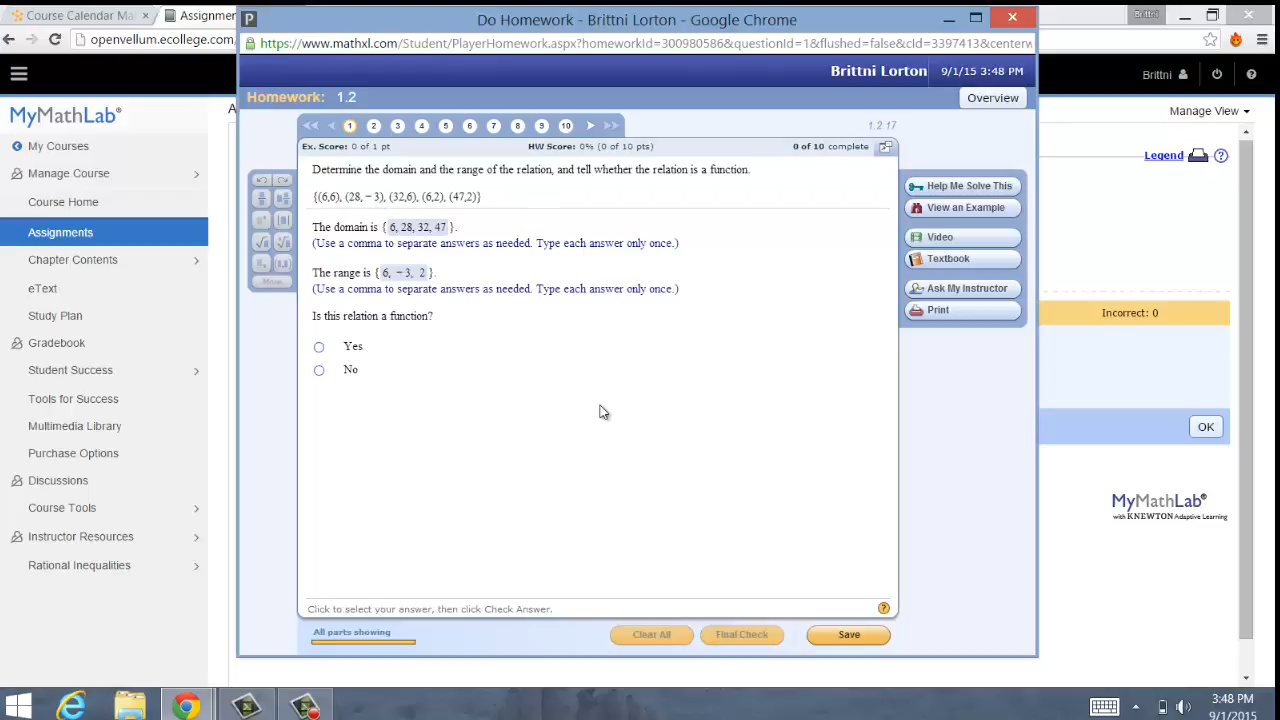 Course Calendar Mat
Assignment
Do Homework - Brittni Lorton - Google Chrome
Brittni
openvellum.ecollege.com
https://www.mathxl.com/Student/PlayerHomework.aspx?homeworkId=300980586&questionId=1&flushed=false&cId=3397413&centerw
Brittni Lorton 9/1/15 3:48 PM
Brittni
MyMathLab®
Homework: 1.2
Overview
Manage View
My Courses
Manage Course
Course Home
Assignments
Chapter Contents
eText
Study Plan
Gradebook
Student Success
Tools for Success
Multimedia Library
Purchase Options
Discussions
Course Tools
Instructor Resources
Rational Inequalities
1 2 3 4 5 6 7 8 9 10
1.2.17
Ex. Score: 0 of 1 pt HW Score: 0% (0 of 10 pts) 0 of 10 complete
Determine the domain and the range of the relation, and tell whether the relation is a function.
{(6,6), (28, − 3), (32,6), (6,2), (47,2)}
The domain is { 6, 28, 32, 47 }.
(Use a comma to separate answers as needed. Type each answer only once.)
The range is { 6, − 3, 2 }.
(Use a comma to separate answers as needed. Type each answer only once.)
Is this relation a function?
Yes
No
More
Click to select your answer, then click Check Answer.
All parts showing
Clear All
Final Check
Save
Help Me Solve This
View an Example
Video
Textbook
Ask My Instructor
Print
Legend
Incorrect: 0
OK
MyMathLab®
with KNEWTON Adaptive Learning
3:48 PM
9/1/2015